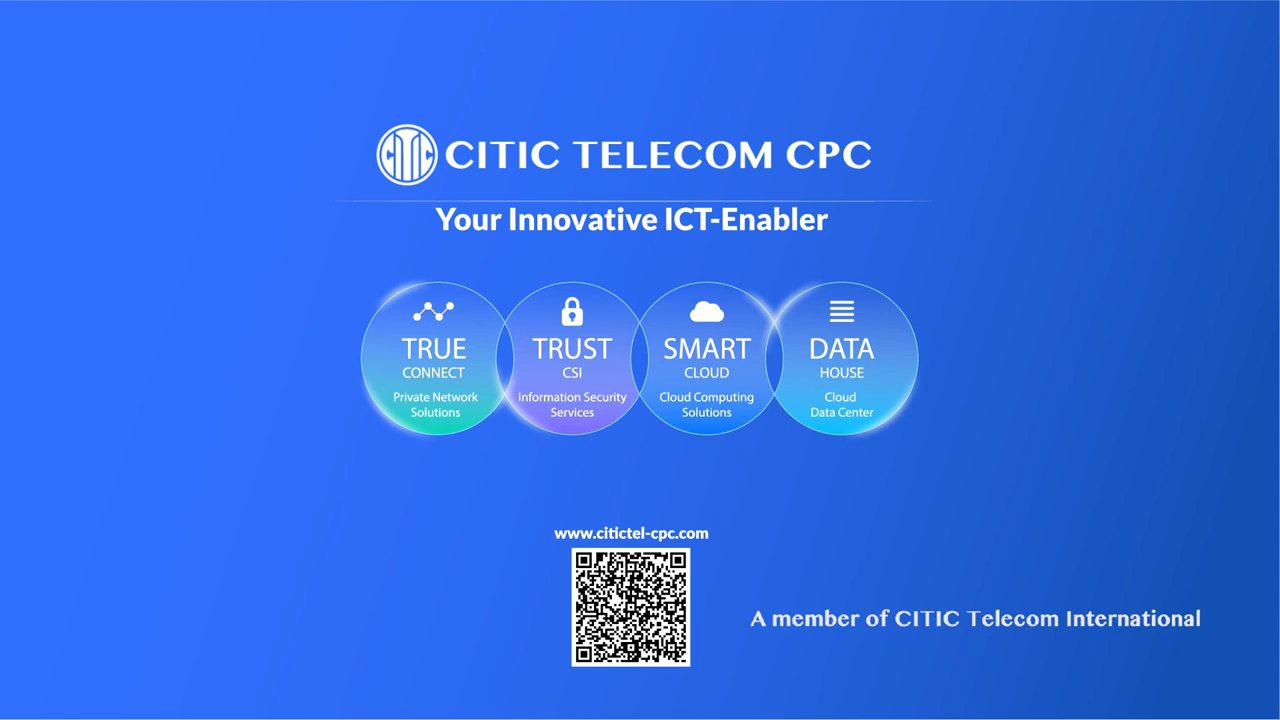 CITIC TELECOM CPC
Your Innovative ICT-Enabler
TRUE
CONNECT
Private Network
Solutions
TRUST
CSI
Information Security
Services
SMART
CLOUD
Cloud Computing
Solutions
DATA
HOUSE
Cloud
Data Center
www.citictel-cpc.com
A member of CITIC Telecom International